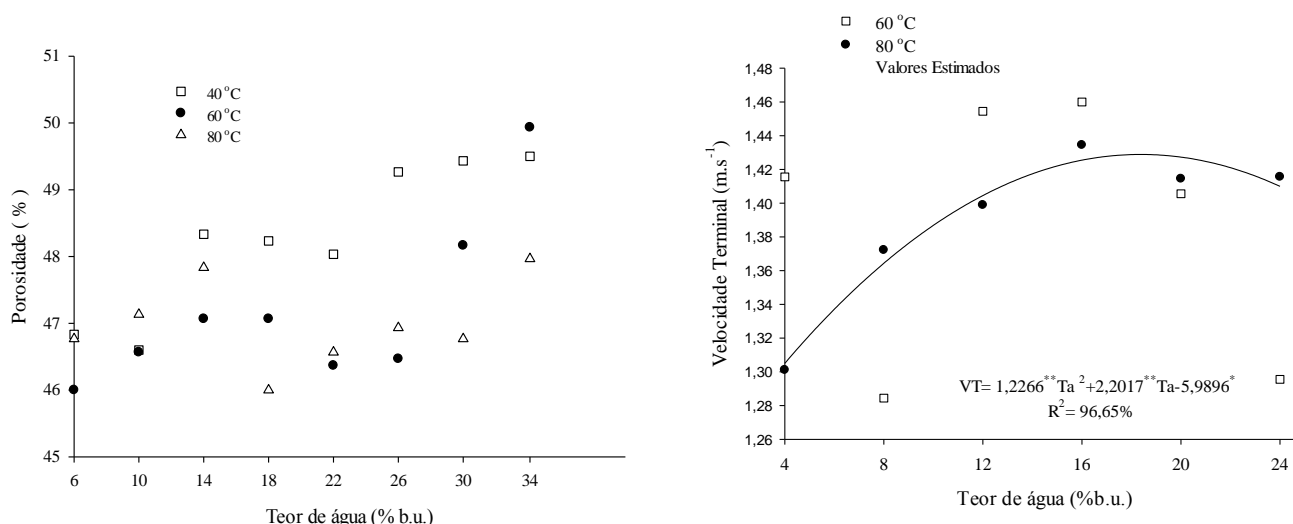 51
50
49
48
47
46
45
Porosidade ( % )
40 °C
60 °C
80 °C
6 10 14 18 22 26 30 34
Teor de água (% b.u.)
60 °C
80 °C
Valores Estimados
1,48
1,46
1,44
1,42
1,40
1,38
1,36
1,34
1,32
1,30
1,28
1,26
Velocidade Terminal (m.s⁻¹)
VT= 1,2266**Ta ²+2,2017**Ta-5,9896*
R²= 96,65%
4 8 12 16 20 24
Teor de água (%b.u.)